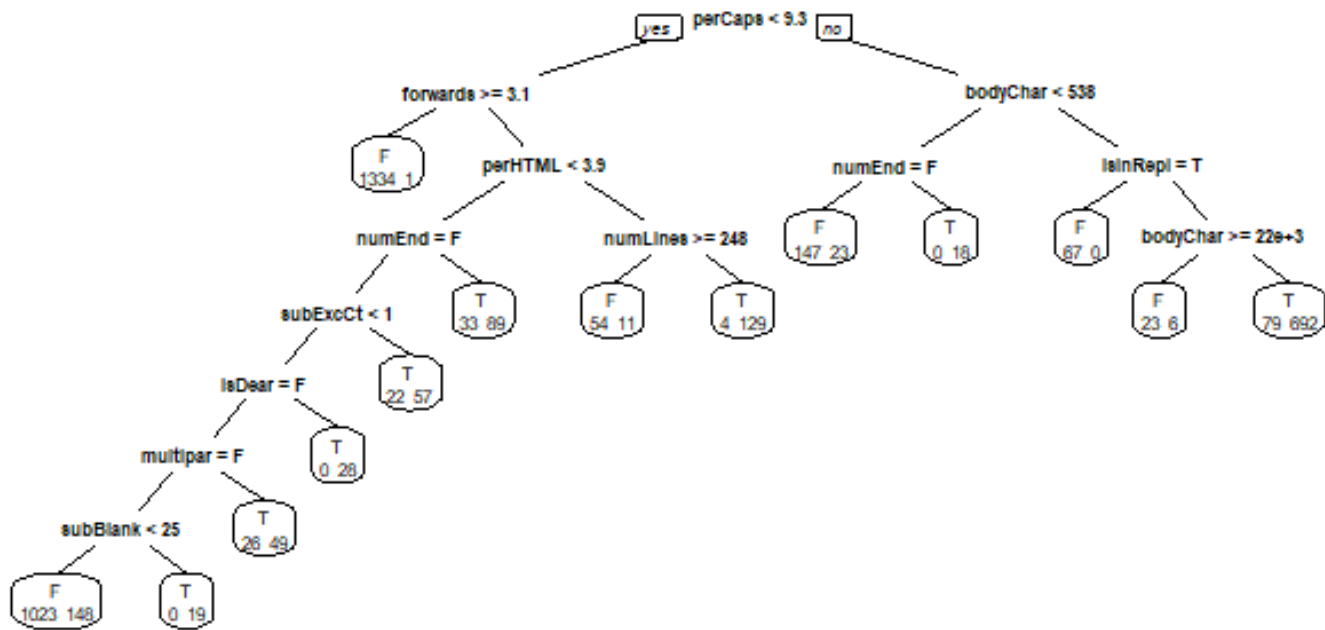 yes perCaps < 9.3 no
forwards >= 3.1
bodyChar < 538
F
1334 1
perHTML < 3.9
numEnd = F
isInRepl = T
numEnd = F
numLines >= 248
F
147 23
T
0 18
F
67 0
bodyChar >= 22e+3
subExcCt < 1
T
33 89
F
54 11
T
4 129
F
23 6
T
79 692
isDear = F
T
22 57
multipar = F
T
0 28
subBlank < 25
T
26 49
F
1023 148
T
0 19